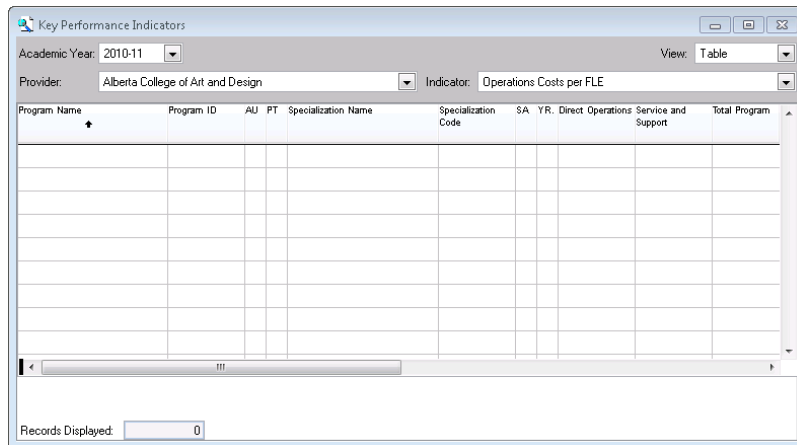 Key Performance Indicators
Academic Year: 2010-11 View: Table
Provider: Alberta College of Art and Design Indicator: Operations Costs per FLE
Program Name Program ID AU PT Specialization Name Specialization Code SA YR. Direct Operations Service and Support Total Program
Records Displayed: 0